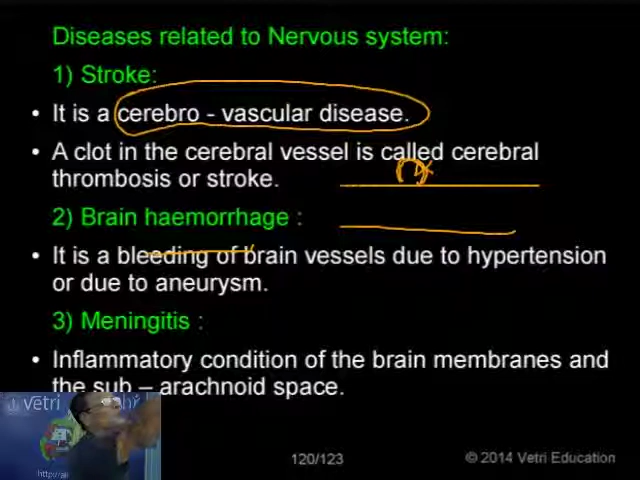 Diseases related to Nervous system:
1) Stroke:
• It is a cerebro - vascular disease.
• A clot in the cerebral vessel is called cerebral
thrombosis or stroke.
2) Brain haemorrhage :
• It is a bleeding of brain vessels due to hypertension
or due to aneurysm.
3) Meningitis :
• Inflammatory condition of the brain membranes and
the sub – arachnoid space.
Vetri
120/123
© 2014 Vetri Education